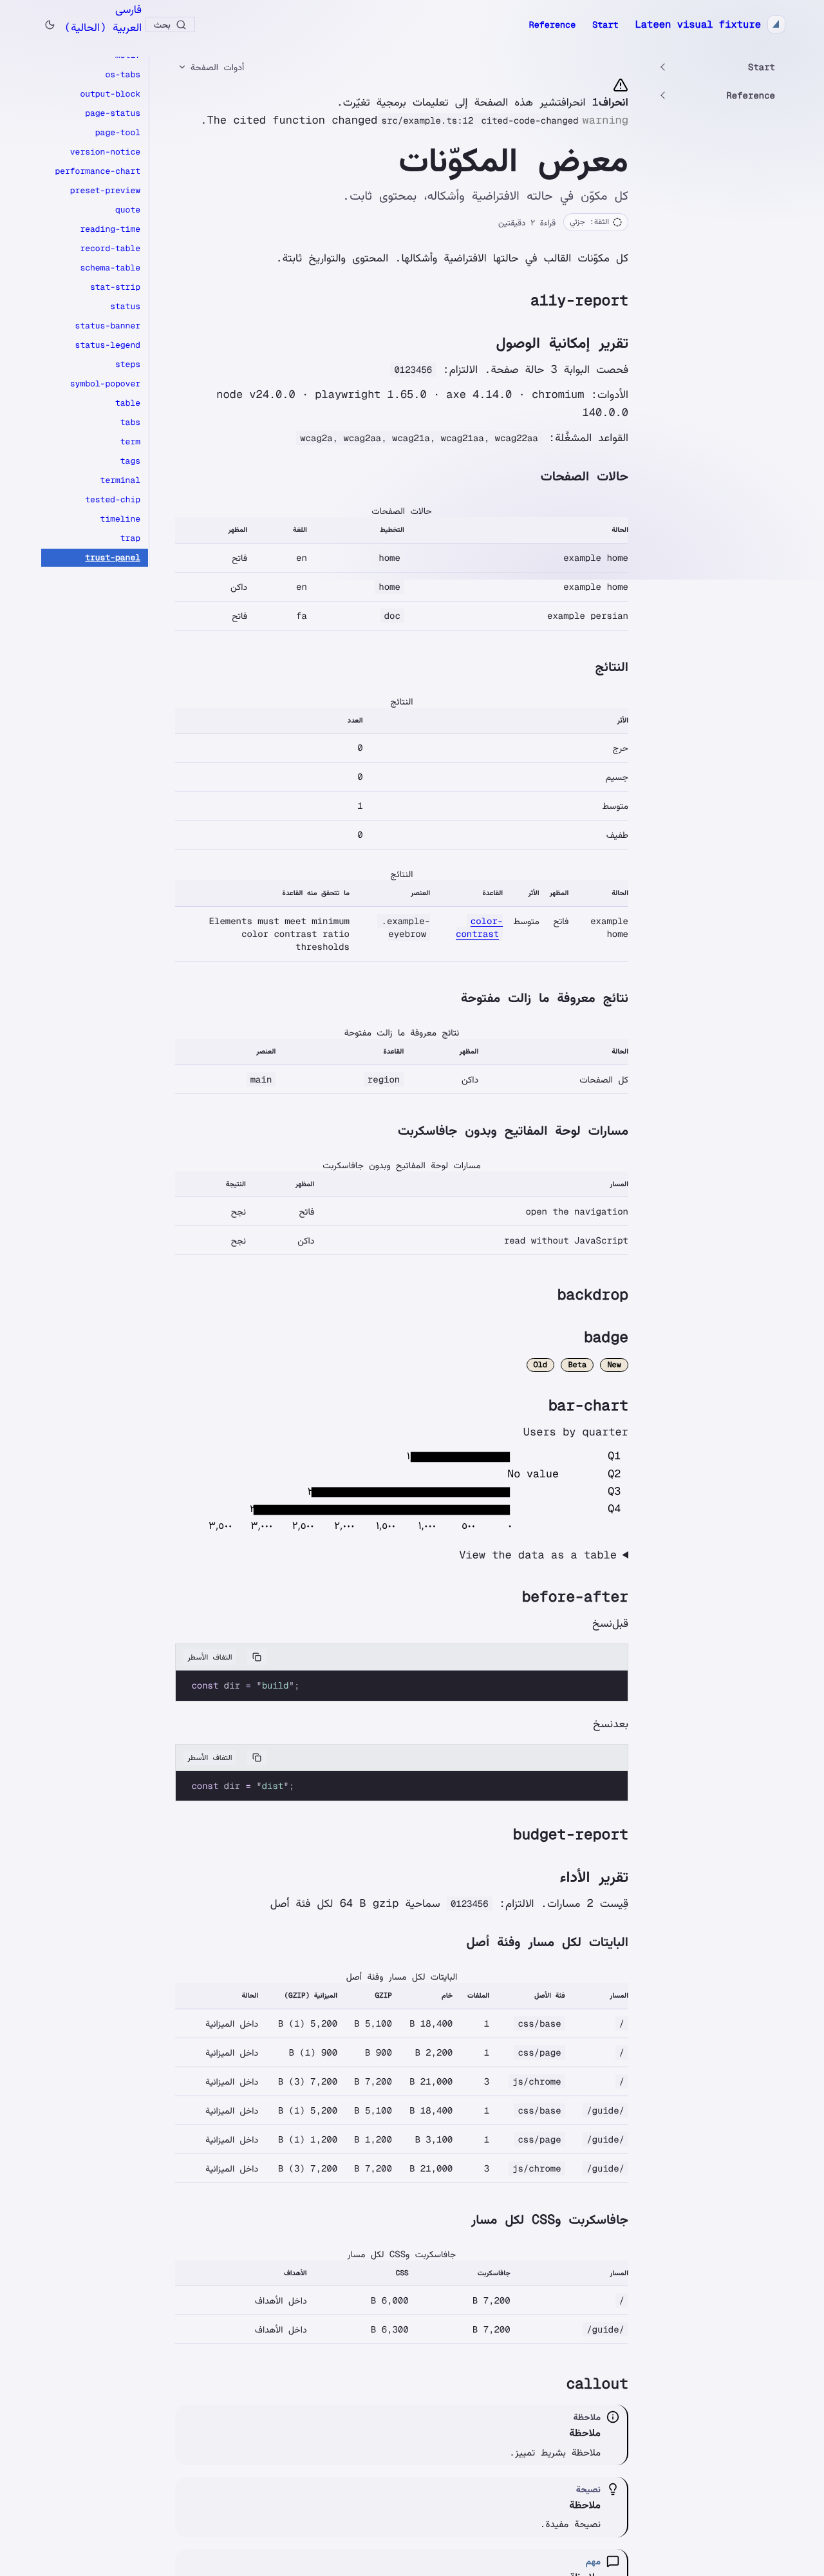 Lateen visual fixture
Start
Reference
بحث
فارسی
العربية (الحالية)
Start
Reference
أدوات الصفحة
انحراف1 انحرافتشير هذه الصفحة إلى تعليمات برمجية تغيّرت.
warning cited-code-changed src/example.ts:12 The cited function changed.
معرض المكوّنات
كل مكوّن في حالته الافتراضية وأشكاله، بمحتوى ثابت.
الثقة: جزئي
قراءة ٢ دقيقتين
كل مكوّنات القالب في حالتها الافتراضية وأشكالها. المحتوى والتواريخ ثابتة.
a11y-report
تقرير إمكانية الوصول
فحصت البوابة 3 حالة صفحة. الالتزام: 0123456
الأدوات: node v24.0.0 · playwright 1.65.0 · axe 4.14.0 · chromium
140.0.0
القواعد المشغَّلة: wcag2a, wcag2aa, wcag21a, wcag21aa, wcag22aa
حالات الصفحات
حالات الصفحات
الحالة التخطيط اللغة المظهر
example home home en فاتح
example home home en داكن
example persian doc fa فاتح
النتائج
النتائج
الأثر العدد
حرج 0
جسيم 0
متوسط 1
طفيف 0
النتائج
الحالة المظهر الأثر القاعدة العنصر ما تتحقق منه القاعدة
example home فاتح متوسط color-contrast .example-eyebrow Elements must meet minimum color contrast ratio thresholds
نتائج معروفة ما زالت مفتوحة
نتائج معروفة ما زالت مفتوحة
الحالة المظهر القاعدة العنصر
كل الصفحات داكن region main
مسارات لوحة المفاتيح وبدون جافاسكربت
مسارات لوحة المفاتيح وبدون جافاسكربت
المسار المظهر النتيجة
open the navigation فاتح نجح
read without JavaScript داكن نجح
backdrop
badge
New Beta Old
bar-chart
Users by quarter
Q1
Q2 No value
Q3
Q4
٠ ٥٠٠ ١٬٠٠٠ ١٬٥٠٠ ٢٬٠٠٠ ٢٬٥٠٠ ٣٬٠٠٠ ٣٬٥٠٠
View the data as a table
before-after
قبلنسخ
التفاف الأسطر
const dir = "build";
بعدنسخ
التفاف الأسطر
const dir = "dist";
budget-report
تقرير الأداء
قِيست 2 مسارات. الالتزام: 0123456 سماحية 64 B gzip لكل فئة أصل
البايتات لكل مسار وفئة أصل
البايتات لكل مسار وفئة أصل
المسار فئة الأصل الملفات خام GZIP الميزانية (GZIP) الحالة
/ css/base 1 18,400 B 5,100 B 5,200 B (1) داخل الميزانية
/ css/page 1 2,200 B 900 B 900 B (1) داخل الميزانية
/ js/chrome 3 21,000 B 7,200 B 7,200 B (3) داخل الميزانية
/guide/ css/base 1 18,400 B 5,100 B 5,200 B (1) داخل الميزانية
/guide/ css/page 1 3,100 B 1,200 B 1,200 B (1) داخل الميزانية
/guide/ js/chrome 3 21,000 B 7,200 B 7,200 B (3) داخل الميزانية
جافاسكربت وCSS لكل مسار
جافاسكربت وCSS لكل مسار
المسار جافاسكربت CSS الأهداف
/ 7,200 B 6,000 B داخل الأهداف
/guide/ 7,200 B 6,300 B داخل الأهداف
callout
ملاحظة
ملاحظة
ملاحظة بشريط تمييز.
نصيحة
ملاحظة
نصيحة مفيدة.
مهم
os-tabs
output-block
page-status
page-tool
version-notice
performance-chart
preset-preview
quote
reading-time
record-table
schema-table
stat-strip
status
status-banner
status-legend
steps
symbol-popover
table
tabs
term
tags
terminal
tested-chip
timeline
trap
trust-panel